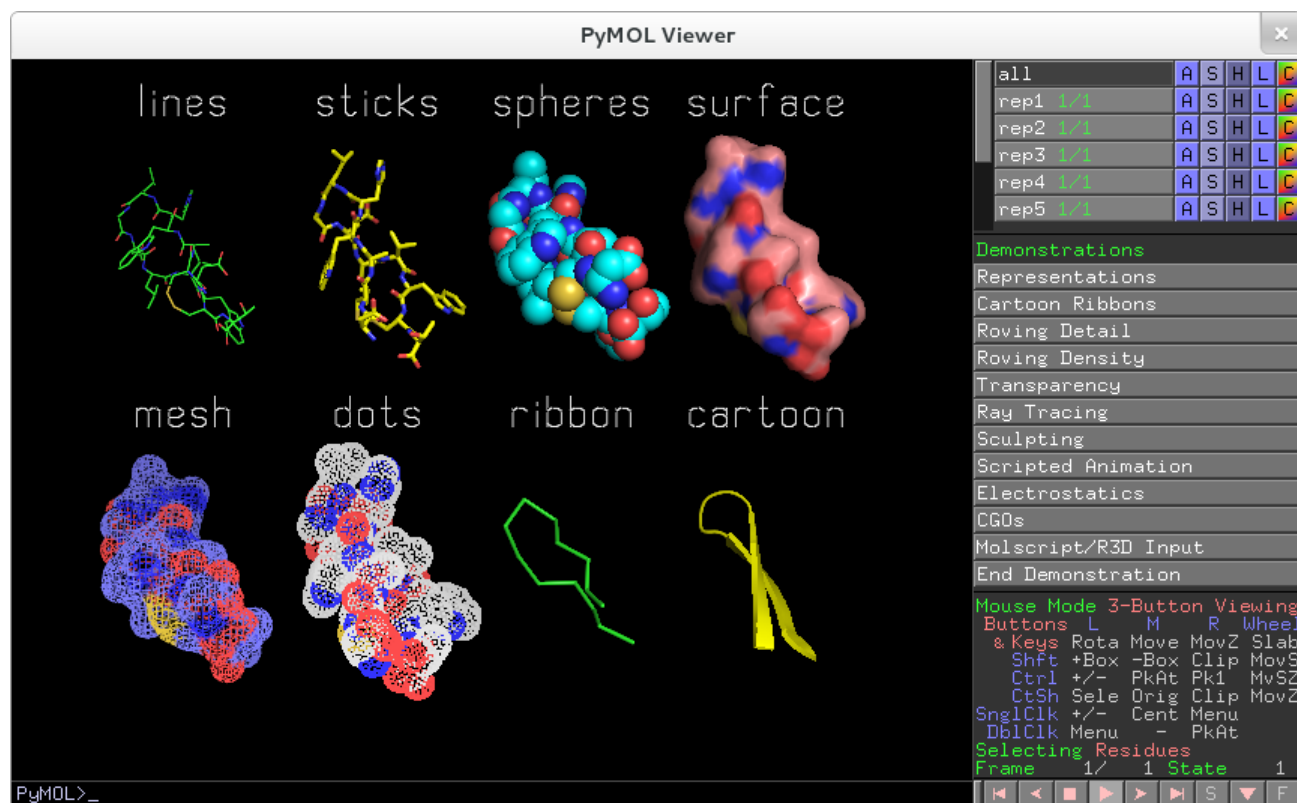 PyMOL Viewer
lines sticks spheres surface
mesh dots ribbon cartoon
PyMOL>_
all A S H L C
rep1 1/1 A S H L C
rep2 1/1 A S H L C
rep3 1/1 A S H L C
rep4 1/1 A S H L C
rep5 1/1 A S H L C
Demonstrations
Representations
Cartoon Ribbons
Roving Detail
Roving Density
Transparency
Ray Tracing
Sculpting
Scripted Animation
Electrostatics
CGOs
Molscript/R3D Input
End Demonstration
Mouse Mode 3-Button Viewing
Buttons L M R Wheel
& Keys Rota Move MovZ Slab
Shft +Box -Box Clip MovS
Ctrl +/- PkAt Pk1 MvSZ
CtSh Sele Orig Clip MovZ
SnglClk +/- Cent Menu
DblClk Menu - PkAt
Selecting Residues
Frame 1/ 1 State 1
S F